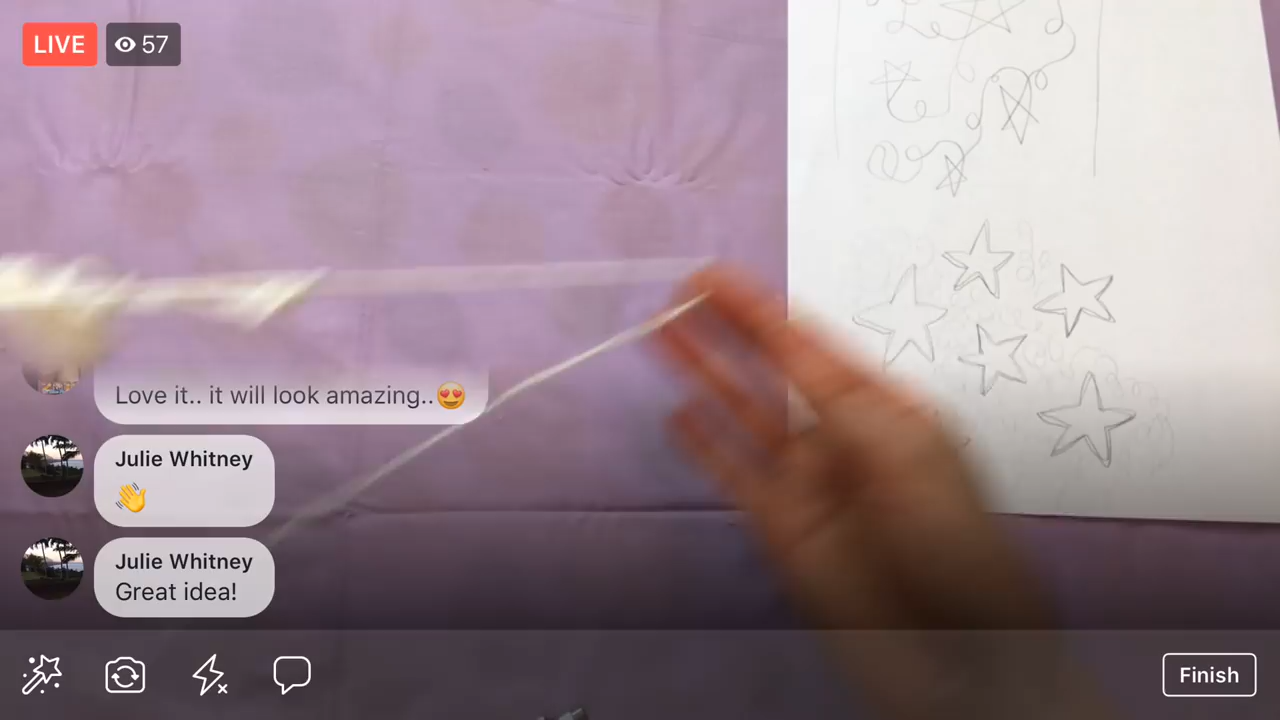 LIVE 57
Love it.. it will look amazing..😍
Julie Whitney
👋
Julie Whitney
Great idea!
Finish